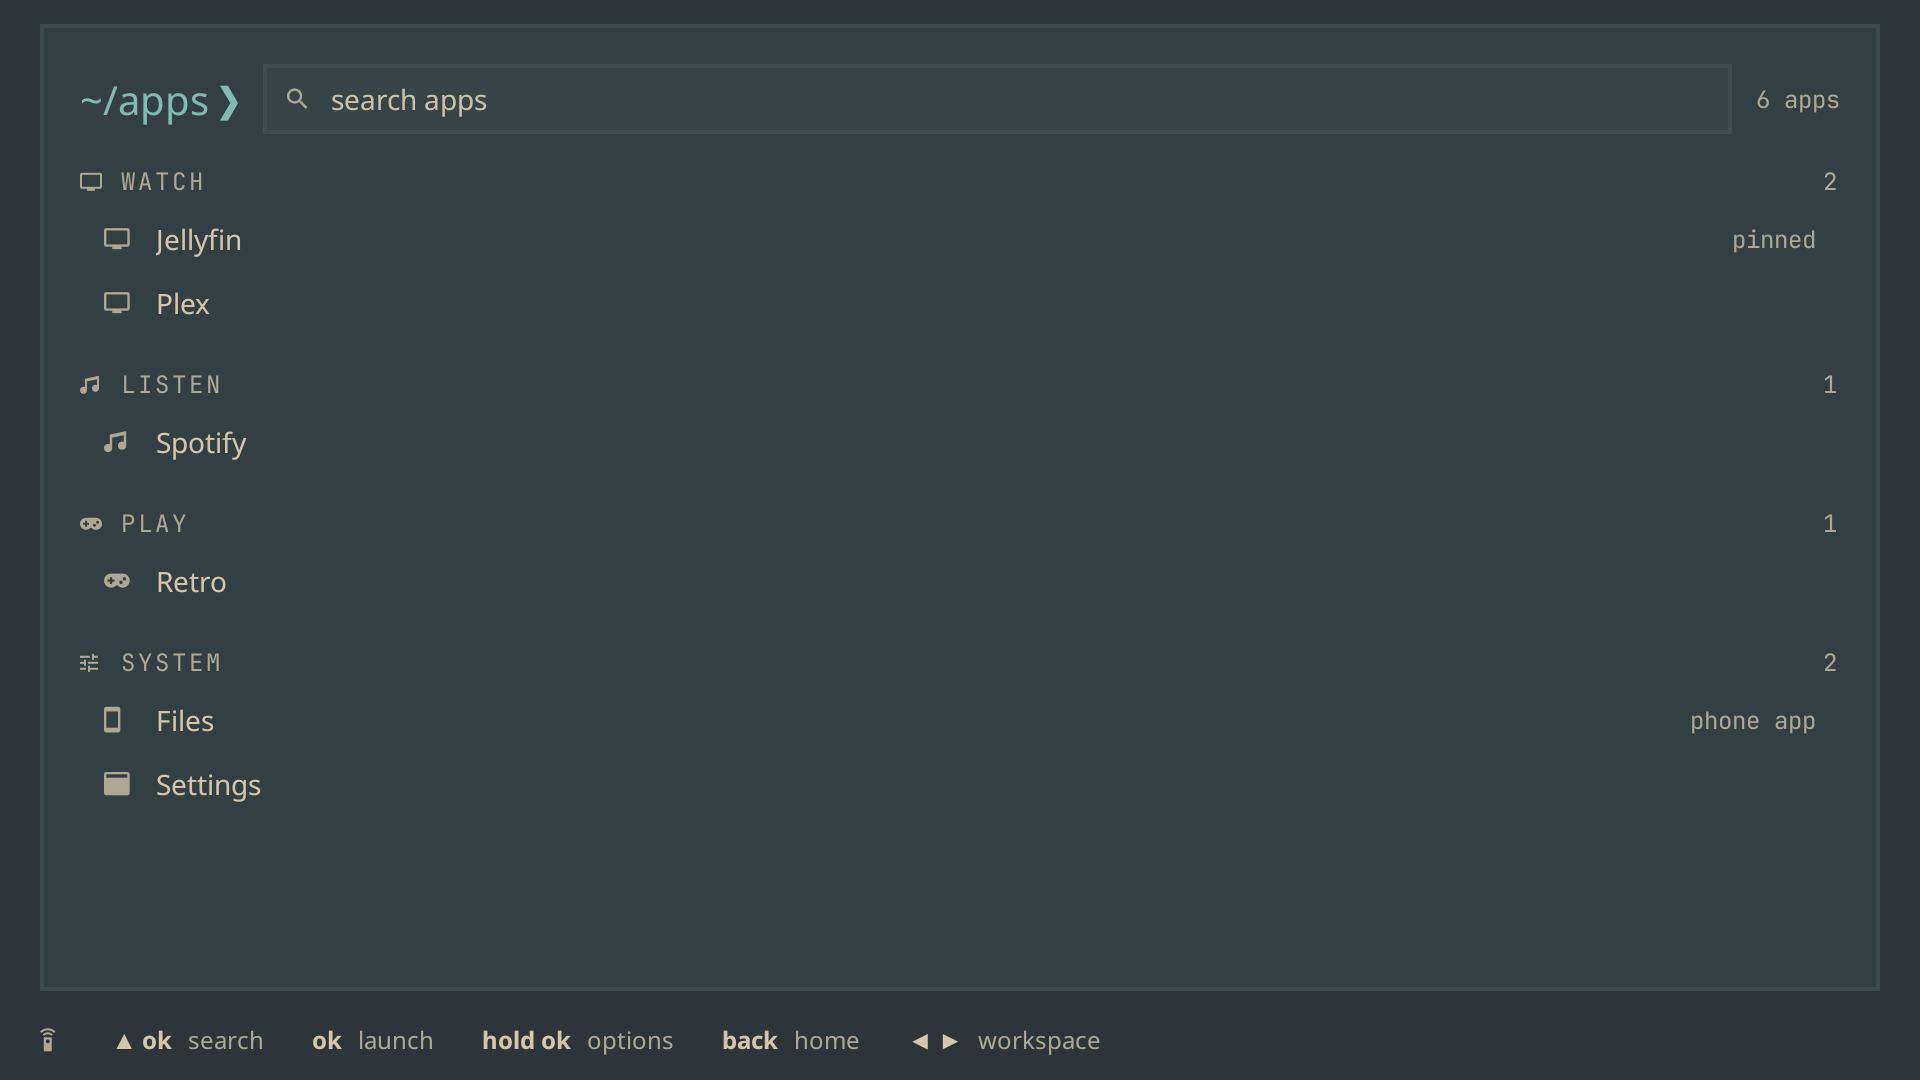 ~/apps❯ search apps 6 apps
WATCH 2
Jellyfin pinned
Plex
LISTEN 1
Spotify
PLAY 1
Retro
SYSTEM 2
Files phone app
Settings
▲ ok search ok launch hold ok options back home ◀ ▶ workspace